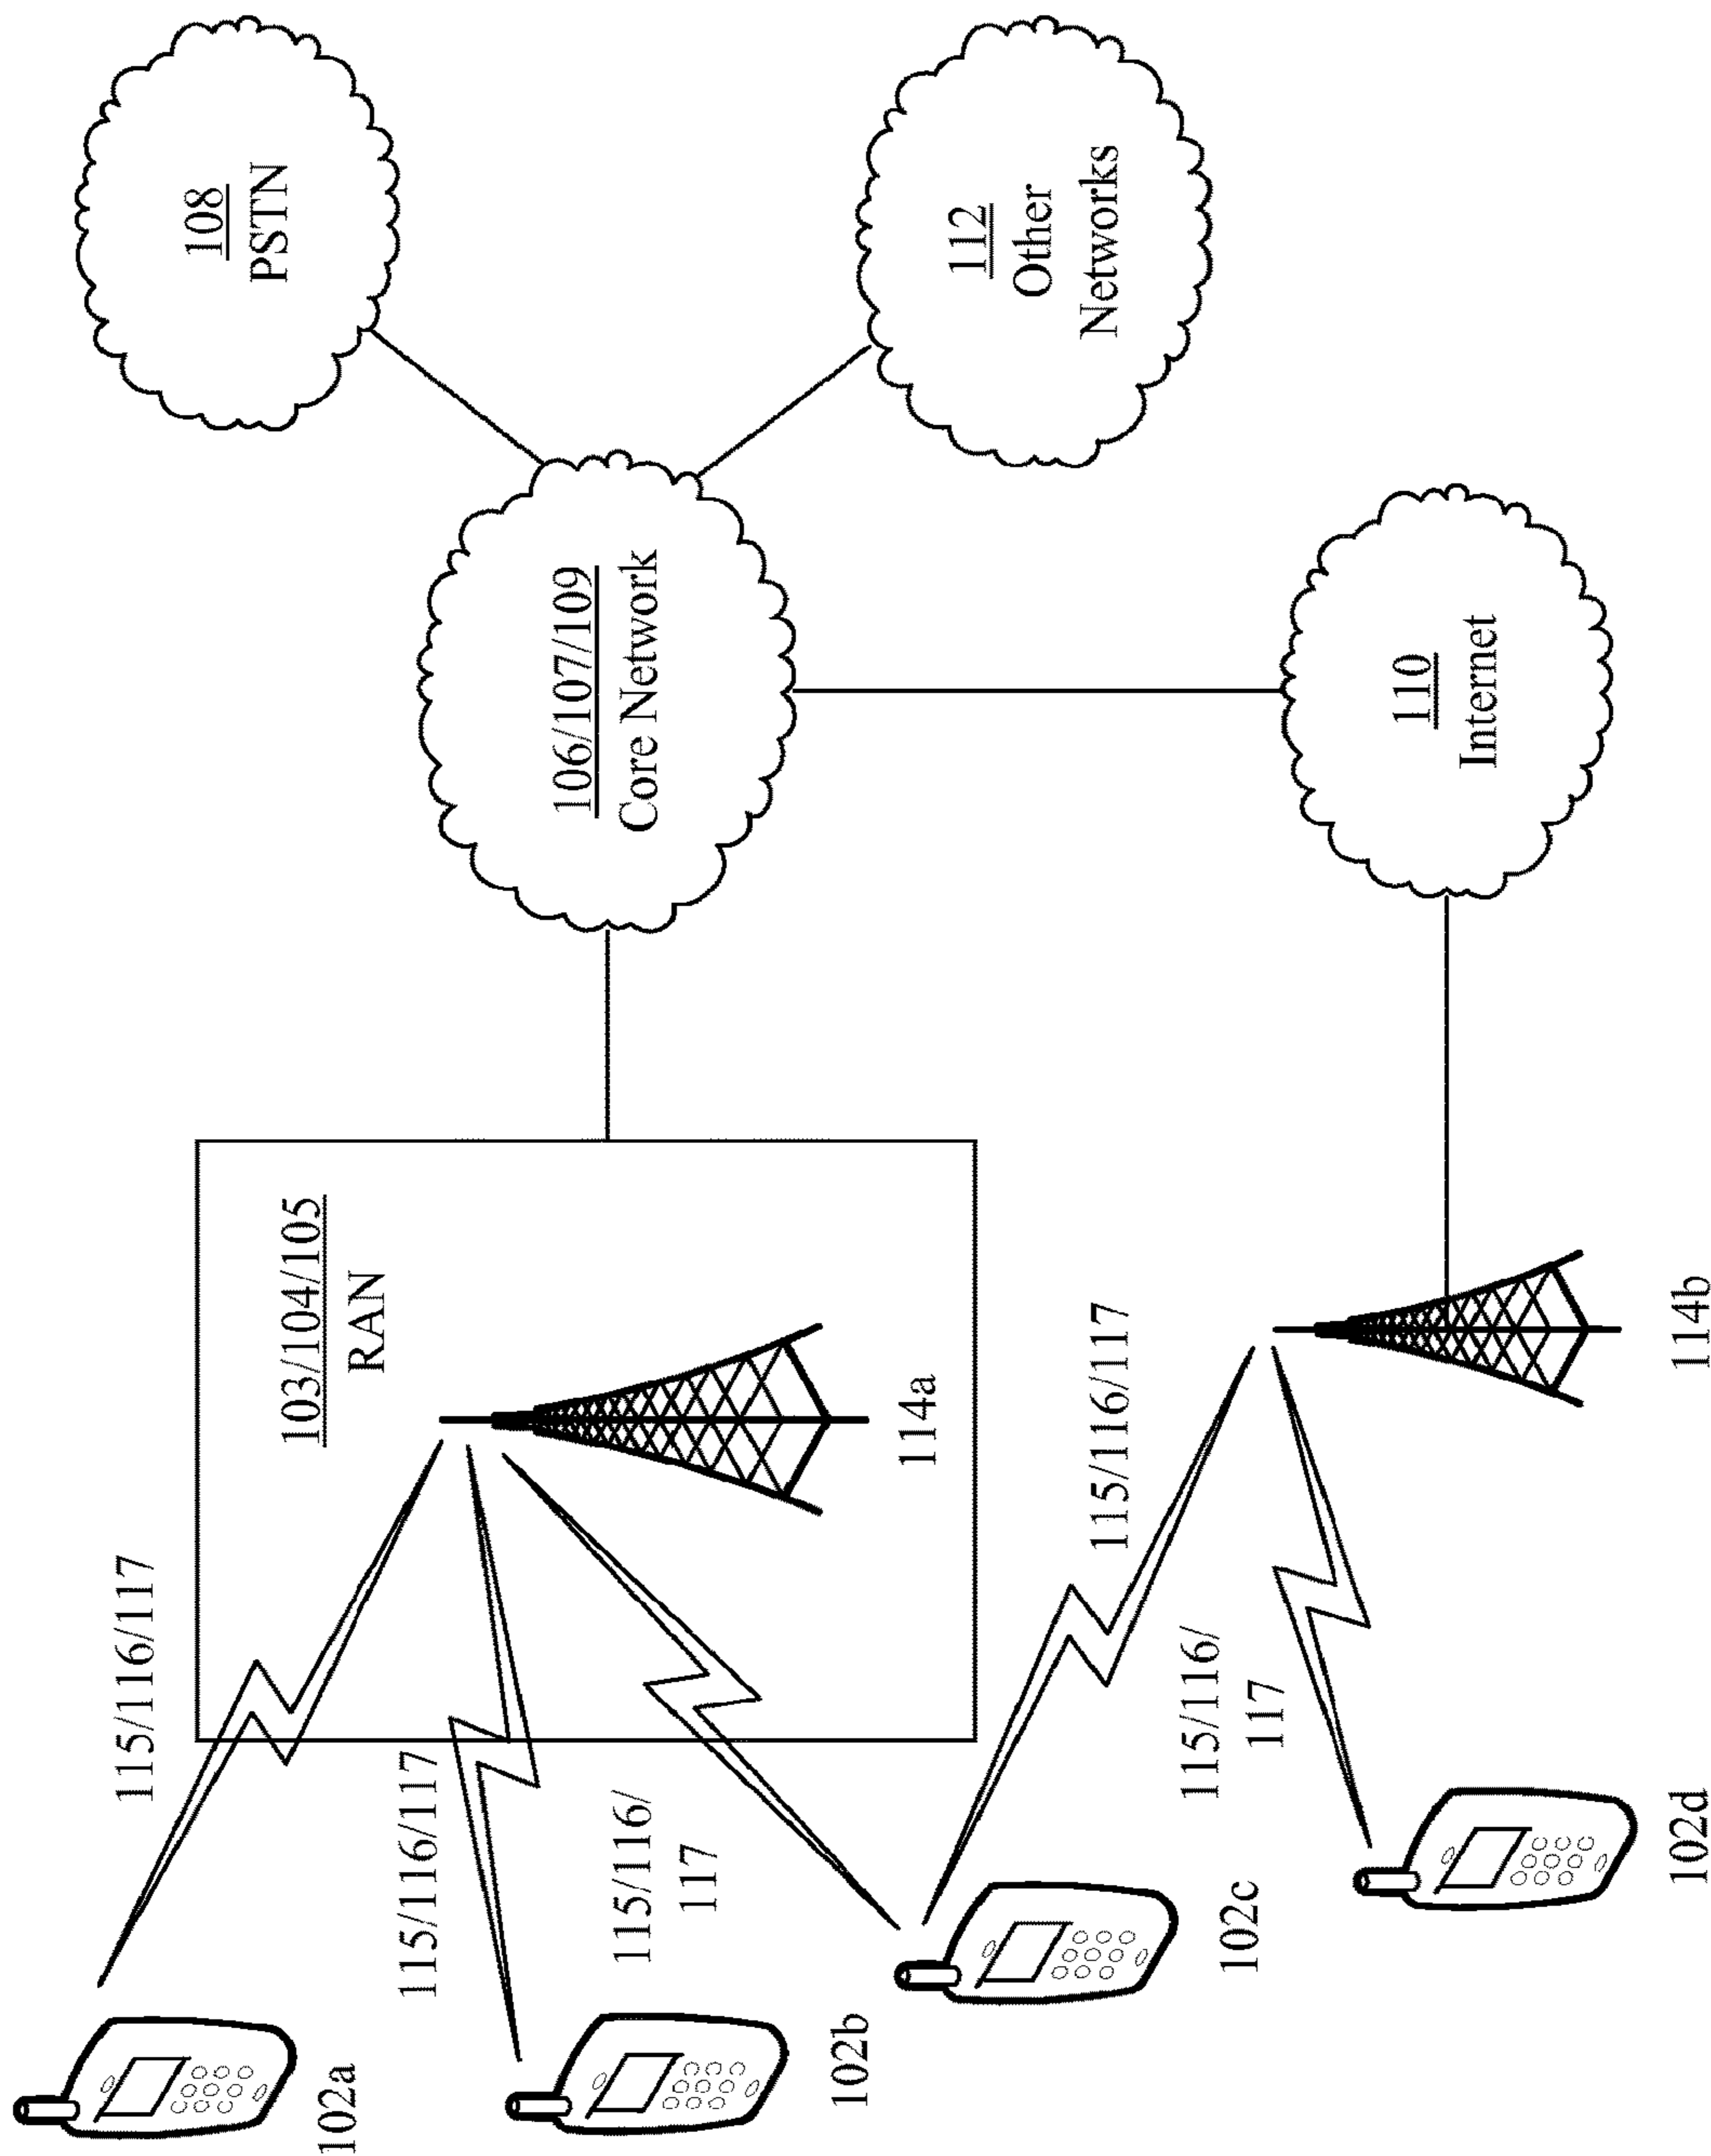 108
PSTN
106/107/109
Core Network
112
Other
Networks
103/104/105
RAN
114a
110
Internet
115/116/117
115/116/117
115/116/
117
115/116/117
115/116/
117
114b
102a
102b
102c
102d